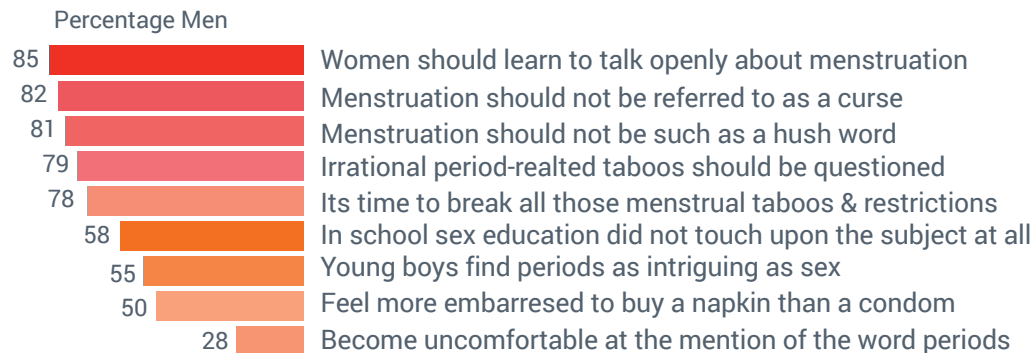 Percentage Men
85 Women should learn to talk openly about menstruation
82 Menstruation should not be referred to as a curse
81 Menstruation should not be such as a hush word
79 Irrational period-realted taboos should be questioned
78 Its time to break all those menstrual taboos & restrictions
58 In school sex education did not touch upon the subject at all
55 Young boys find periods as intriguing as sex
50 Feel more embarresed to buy a napkin than a condom
28 Become uncomfortable at the mention of the word periods